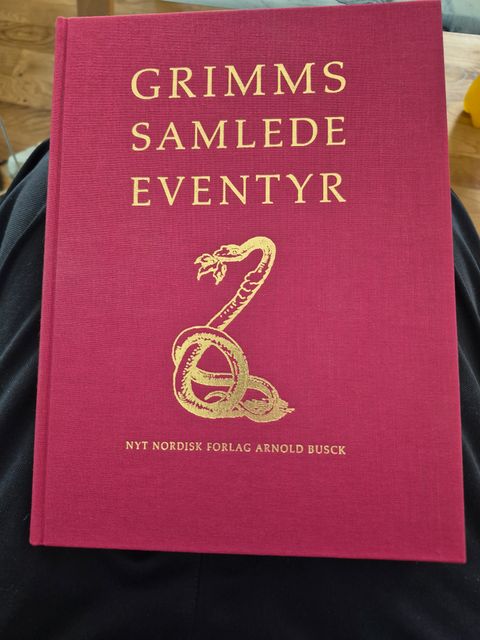 GRIMMS
SAMLEDE
EVENTYR
NYT NORDISK FORLAG ARNOLD BUSCK